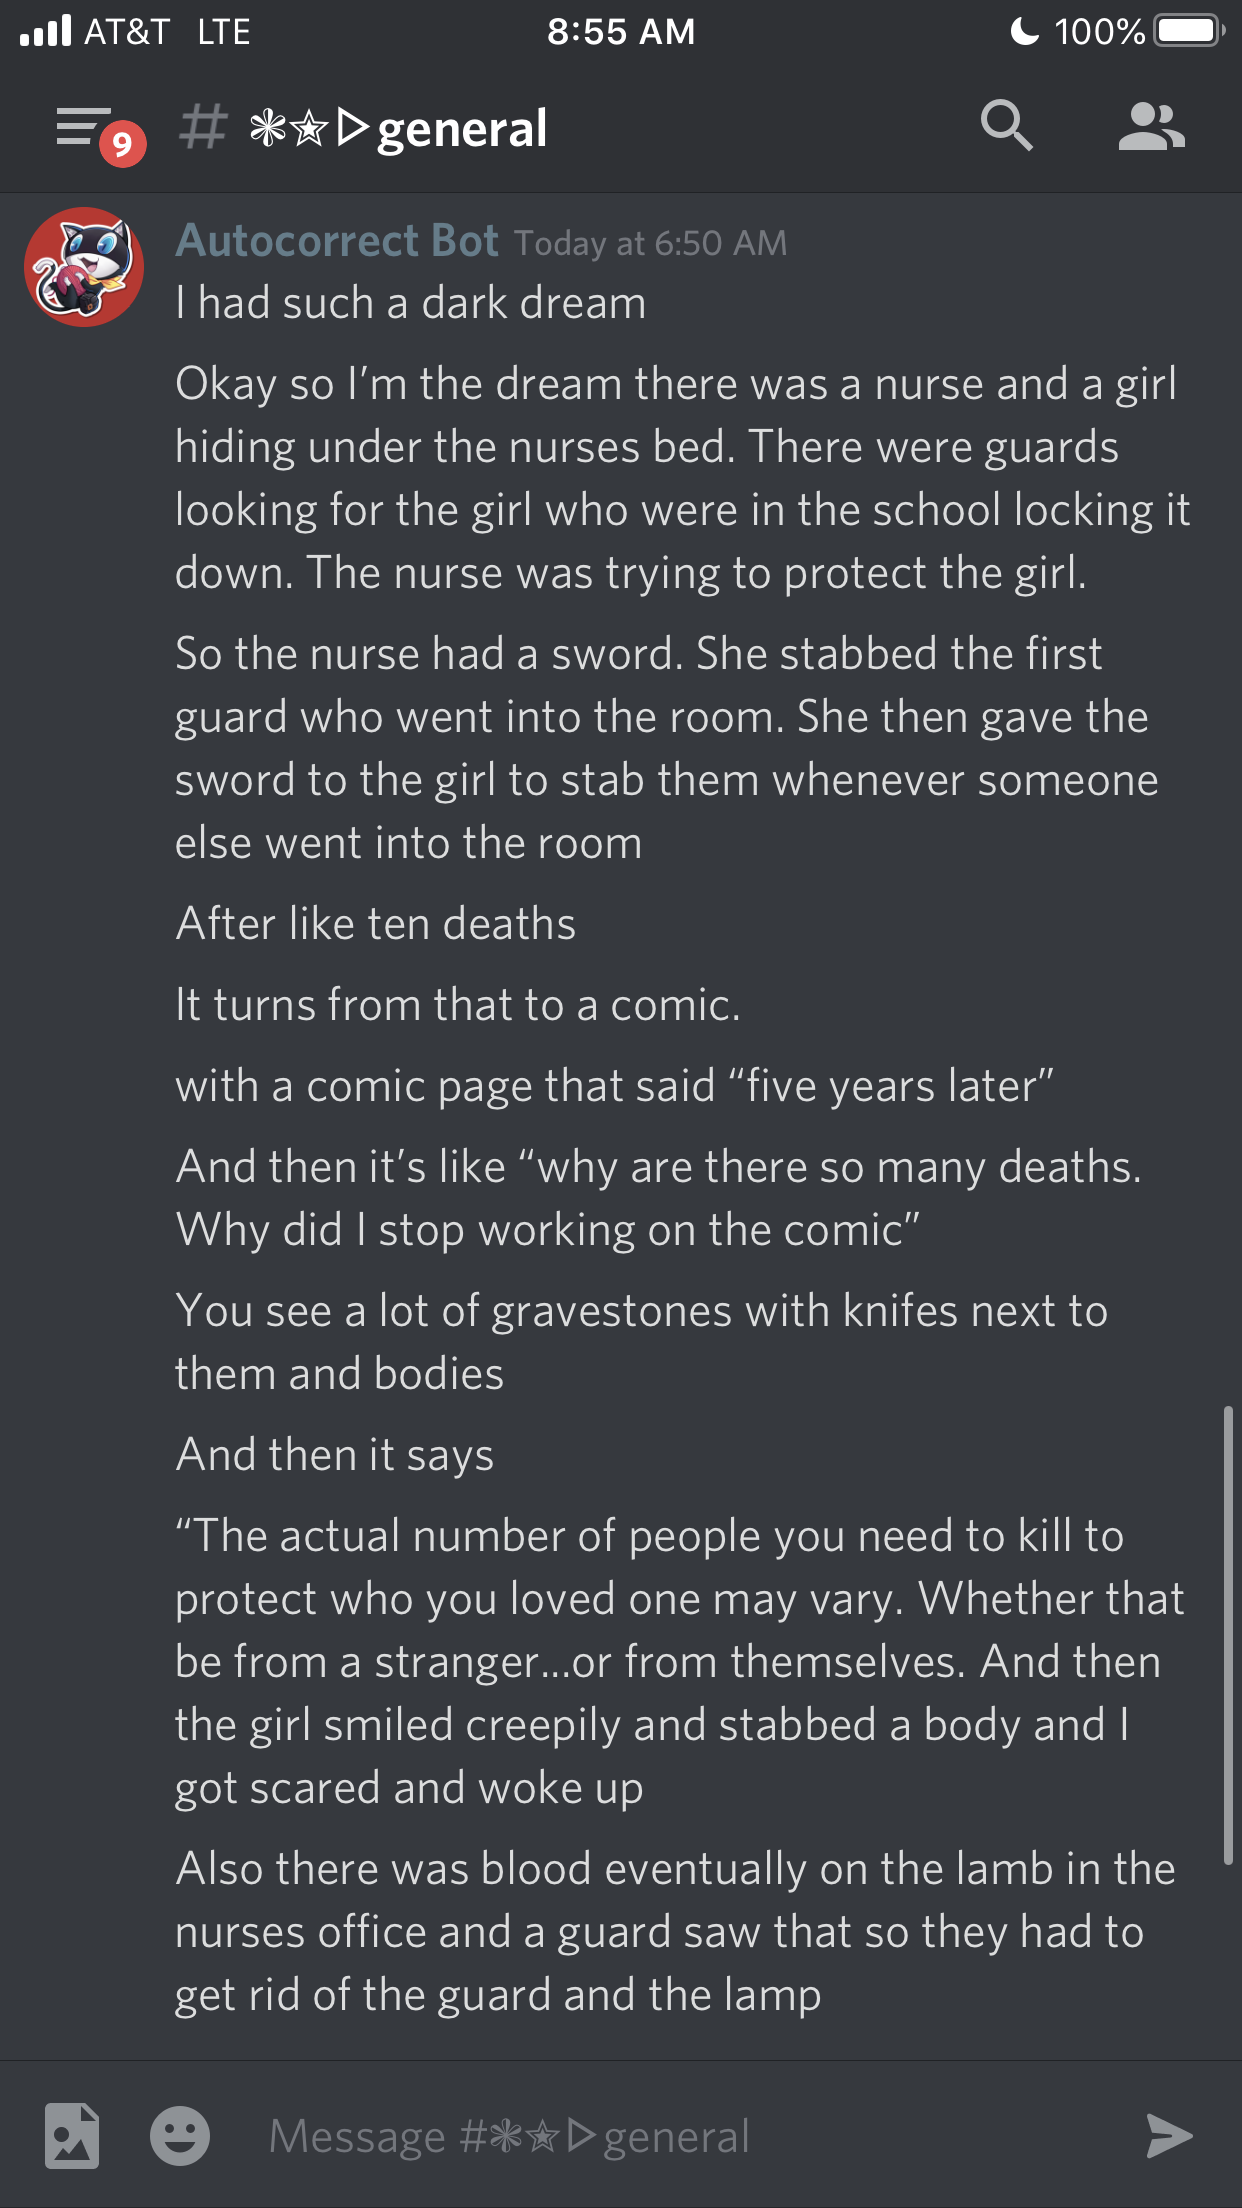 AT&T LTE 8:55 AM 100%
9 # ❃✯▷general
Autocorrect Bot Today at 6:50 AM
I had such a dark dream
Okay so I'm the dream there was a nurse and a girl
hiding under the nurses bed. There were guards
looking for the girl who were in the school locking it
down. The nurse was trying to protect the girl.
So the nurse had a sword. She stabbed the first
guard who went into the room. She then gave the
sword to the girl to stab them whenever someone
else went into the room
After like ten deaths
It turns from that to a comic.
with a comic page that said “five years later”
And then it's like “why are there so many deaths.
Why did I stop working on the comic”
You see a lot of gravestones with knifes next to
them and bodies
And then it says
“The actual number of people you need to kill to
protect who you loved one may vary. Whether that
be from a stranger...or from themselves. And then
the girl smiled creepily and stabbed a body and I
got scared and woke up
Also there was blood eventually on the lamb in the
nurses office and a guard saw that so they had to
get rid of the guard and the lamp
Message #❃✯▷general